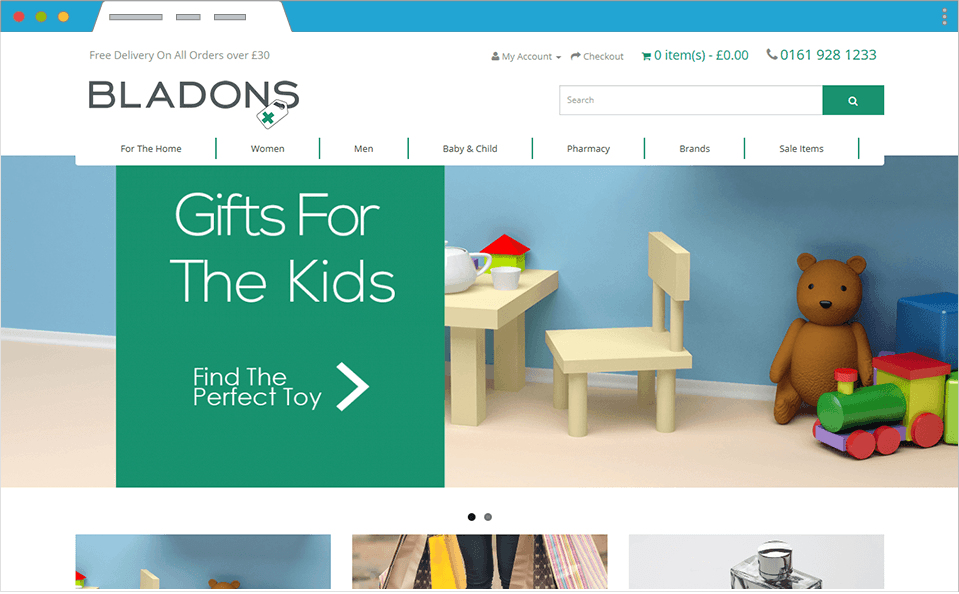 Free Delivery On All Orders over £30
My Account Checkout 0 item(s) - £0.00 0161 928 1233
BLADONS
Search
For The Home Women Men Baby & Child Pharmacy Brands Sale Items
Gifts For
The Kids
Find The
Perfect Toy